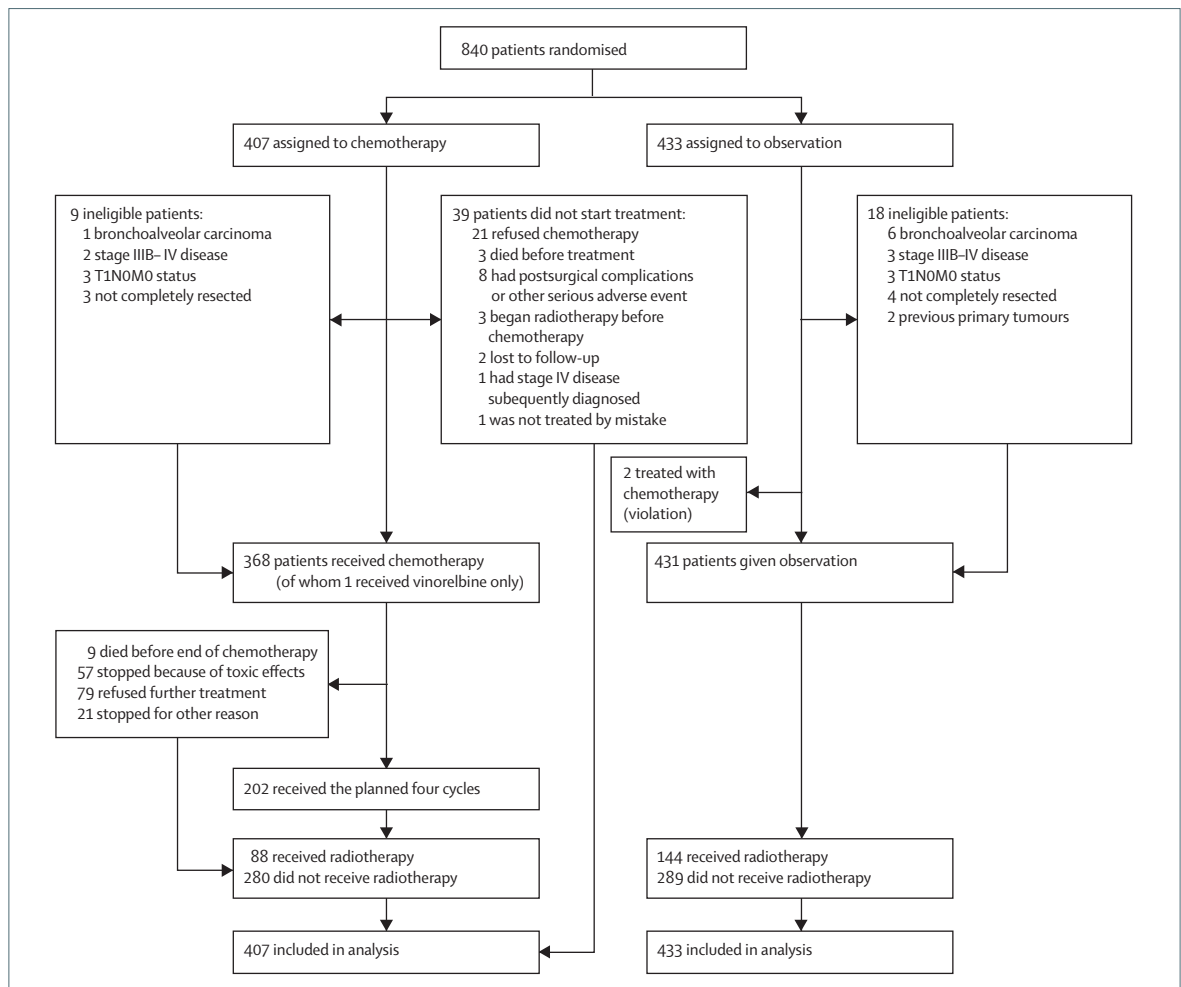 840 patients randomised
407 assigned to chemotherapy
433 assigned to observation
9 ineligible patients:
1 bronchoalveolar carcinoma
2 stage IIIB– IV disease
3 T1N0M0 status
3 not completely resected
39 patients did not start treatment:
21 refused chemotherapy
3 died before treatment
8 had postsurgical complications
or other serious adverse event
3 began radiotherapy before
chemotherapy
2 lost to follow-up
1 had stage IV disease
subequently diagnosed
1 was not treated by mistake
18 ineligible patients:
6 bronchoalveolar carcinoma
3 stage IIIB–IV disease
3 T1N0M0 status
4 not completely resected
2 previous primary tumours
2 treated with
chemotherapy
(violation)
368 patients received chemotherapy
(of whom 1 received vinorelbine only)
431 patients given observation
9 died before end of chemotherapy
57 stopped because of toxic effects
79 refused further treatment
21 stopped for other reason
202 received the planned four cycles
88 received radiotherapy
280 did not receive radiotherapy
144 received radiotherapy
289 did not receive radiotherapy
407 included in analysis
433 included in analysis